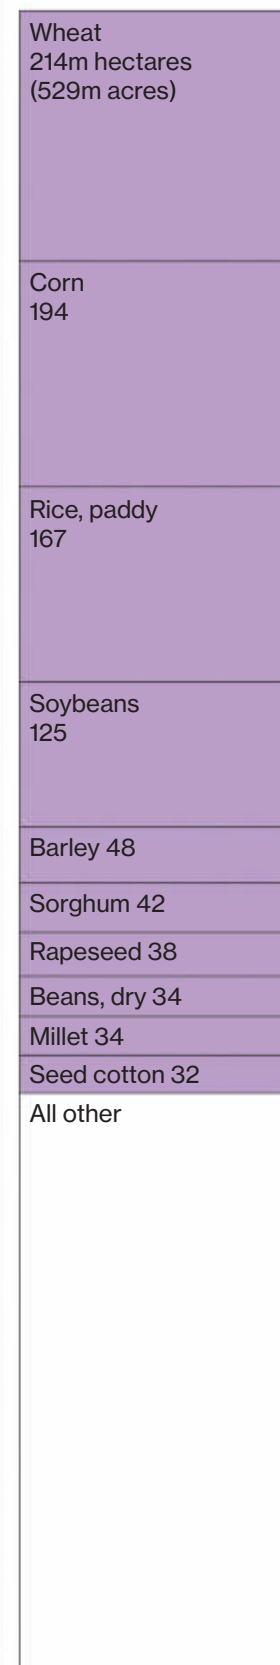 Wheat
214m hectares
(529m acres)
Corn
194
Rice, paddy
167
Soybeans
125
Barley 48
Sorghum 42
Rapeseed 38
Beans, dry 34
Millet 34
Seed cotton 32
All other